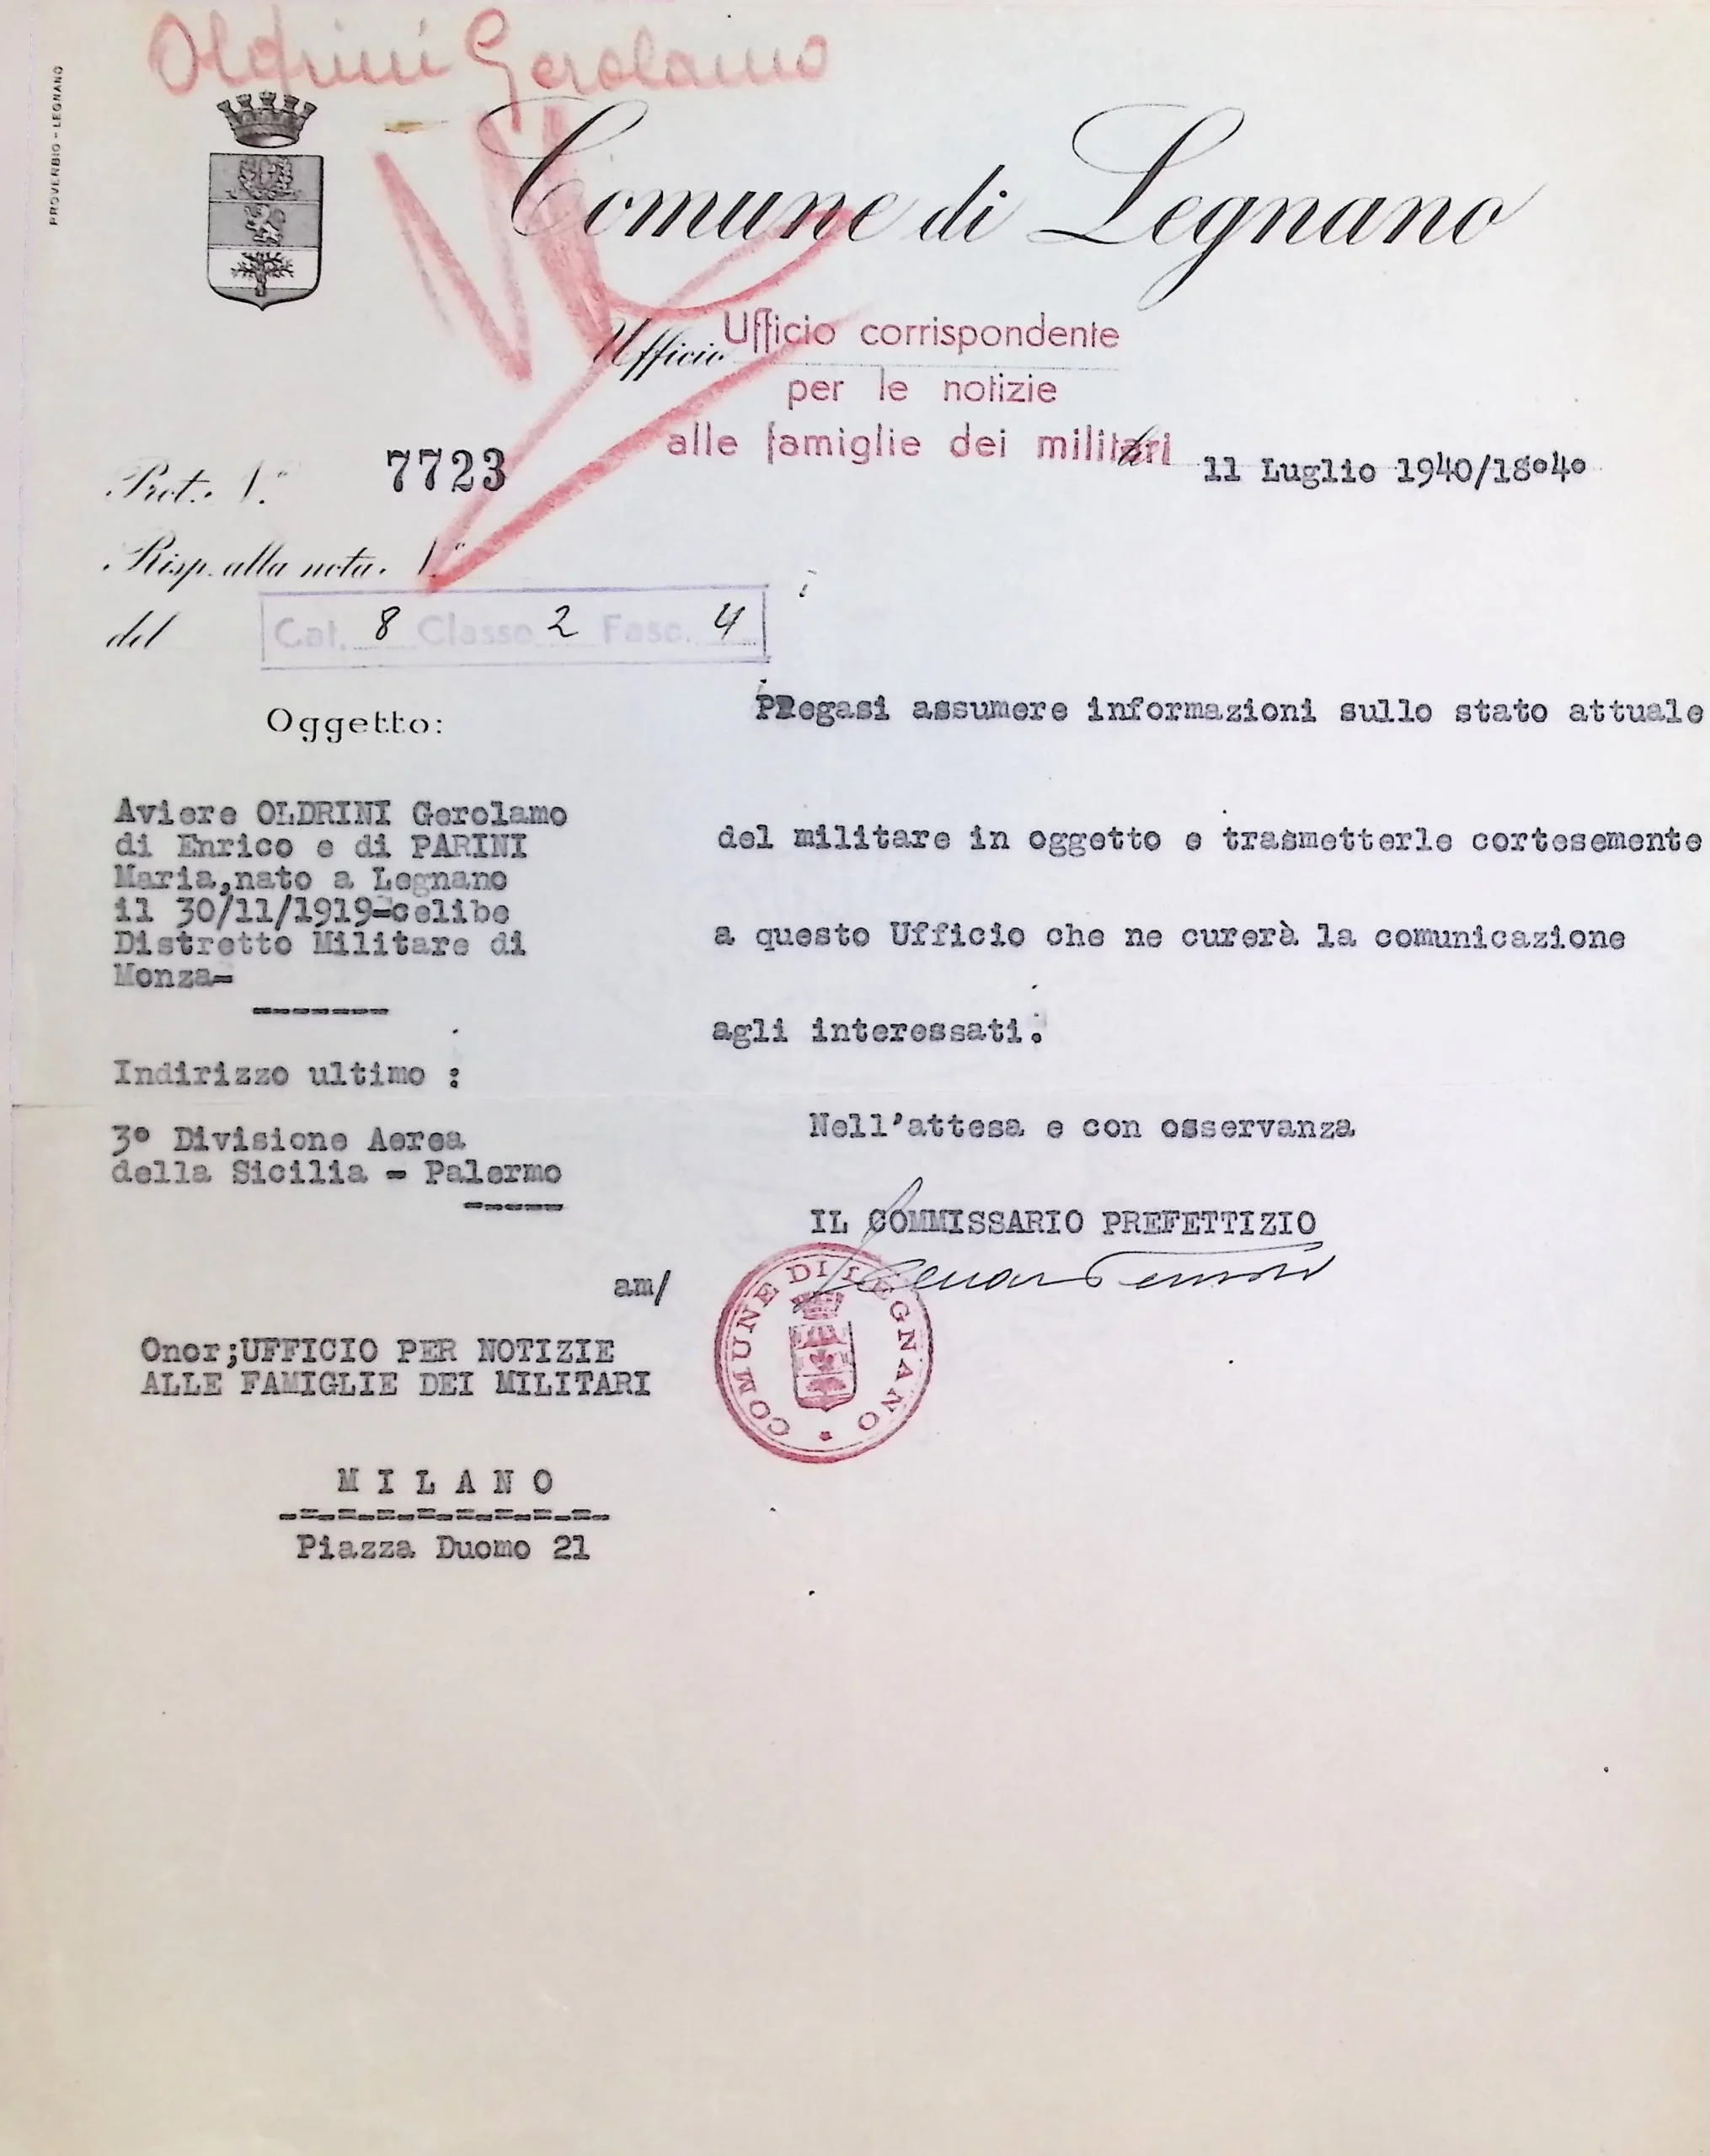 Oldrini Gerolamo
PROVERBIO - LEGNANO
Comune di Legnano
Ufficio Ufficio corrispondente
per le notizie
alle famiglie dei militari
11 Luglio 1940/18°4°
Prot. N.° 7723
Risp. alla nota N.°
del
Cat. 8 Classe 2 Fasc. 4
Oggetto:
Aviere OLDRINI Gerolamo
di Enrico e di PARINI
Maria,nato a Legnano
il 30/11/1919=celibe
Distretto Militare di
Monza=
-------
Indirizzo ultimo :
3° Divisione Aerea
della Sicilia = Palermo
-----
PRegasi assumere informazioni sullo stato attuale
del militare in oggetto e trasmetterle cortesemente
a questo Ufficio che ne curerà la comunicazione
agli interessati.
Nell'attesa e con osservanza
IL COMMISSARIO PREFETTIZIO
COMUNE DI LEGNANO
am/
Onor;UFFICIO PER NOTIZIE
ALLE FAMIGLIE DEI MILITARI
M I L A N O
-=-=-=-=-=-=-=-=-
Piazza Duomo 21